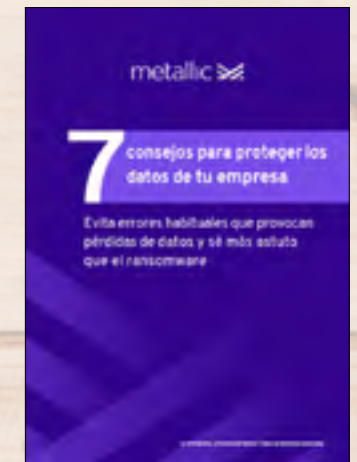 metallic
7
consejos para proteger los
datos de tu empresa
Evita errores habituales que provocan
pérdidas de datos y sé más astuto
que el ransomware